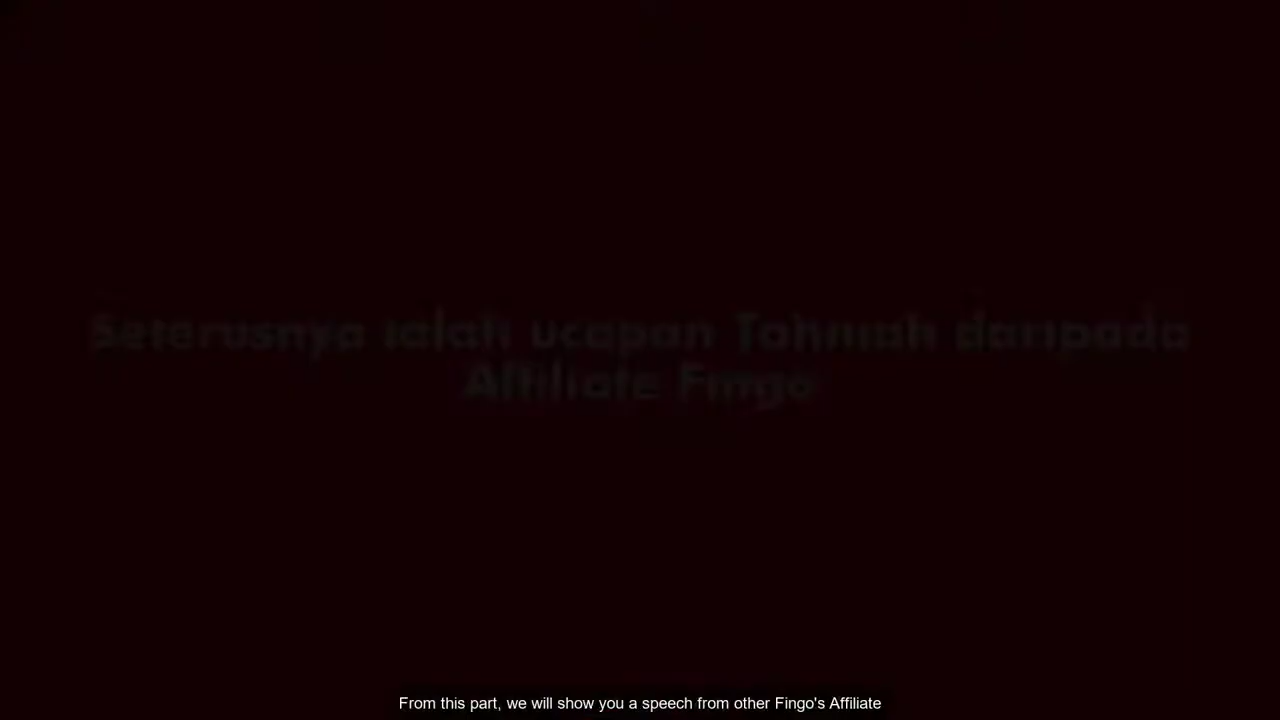 Seterusnya ialah ucapan Tahniah daripada
Affiliate Fingo
From this part, we will show you a speech from other Fingo's Affiliate